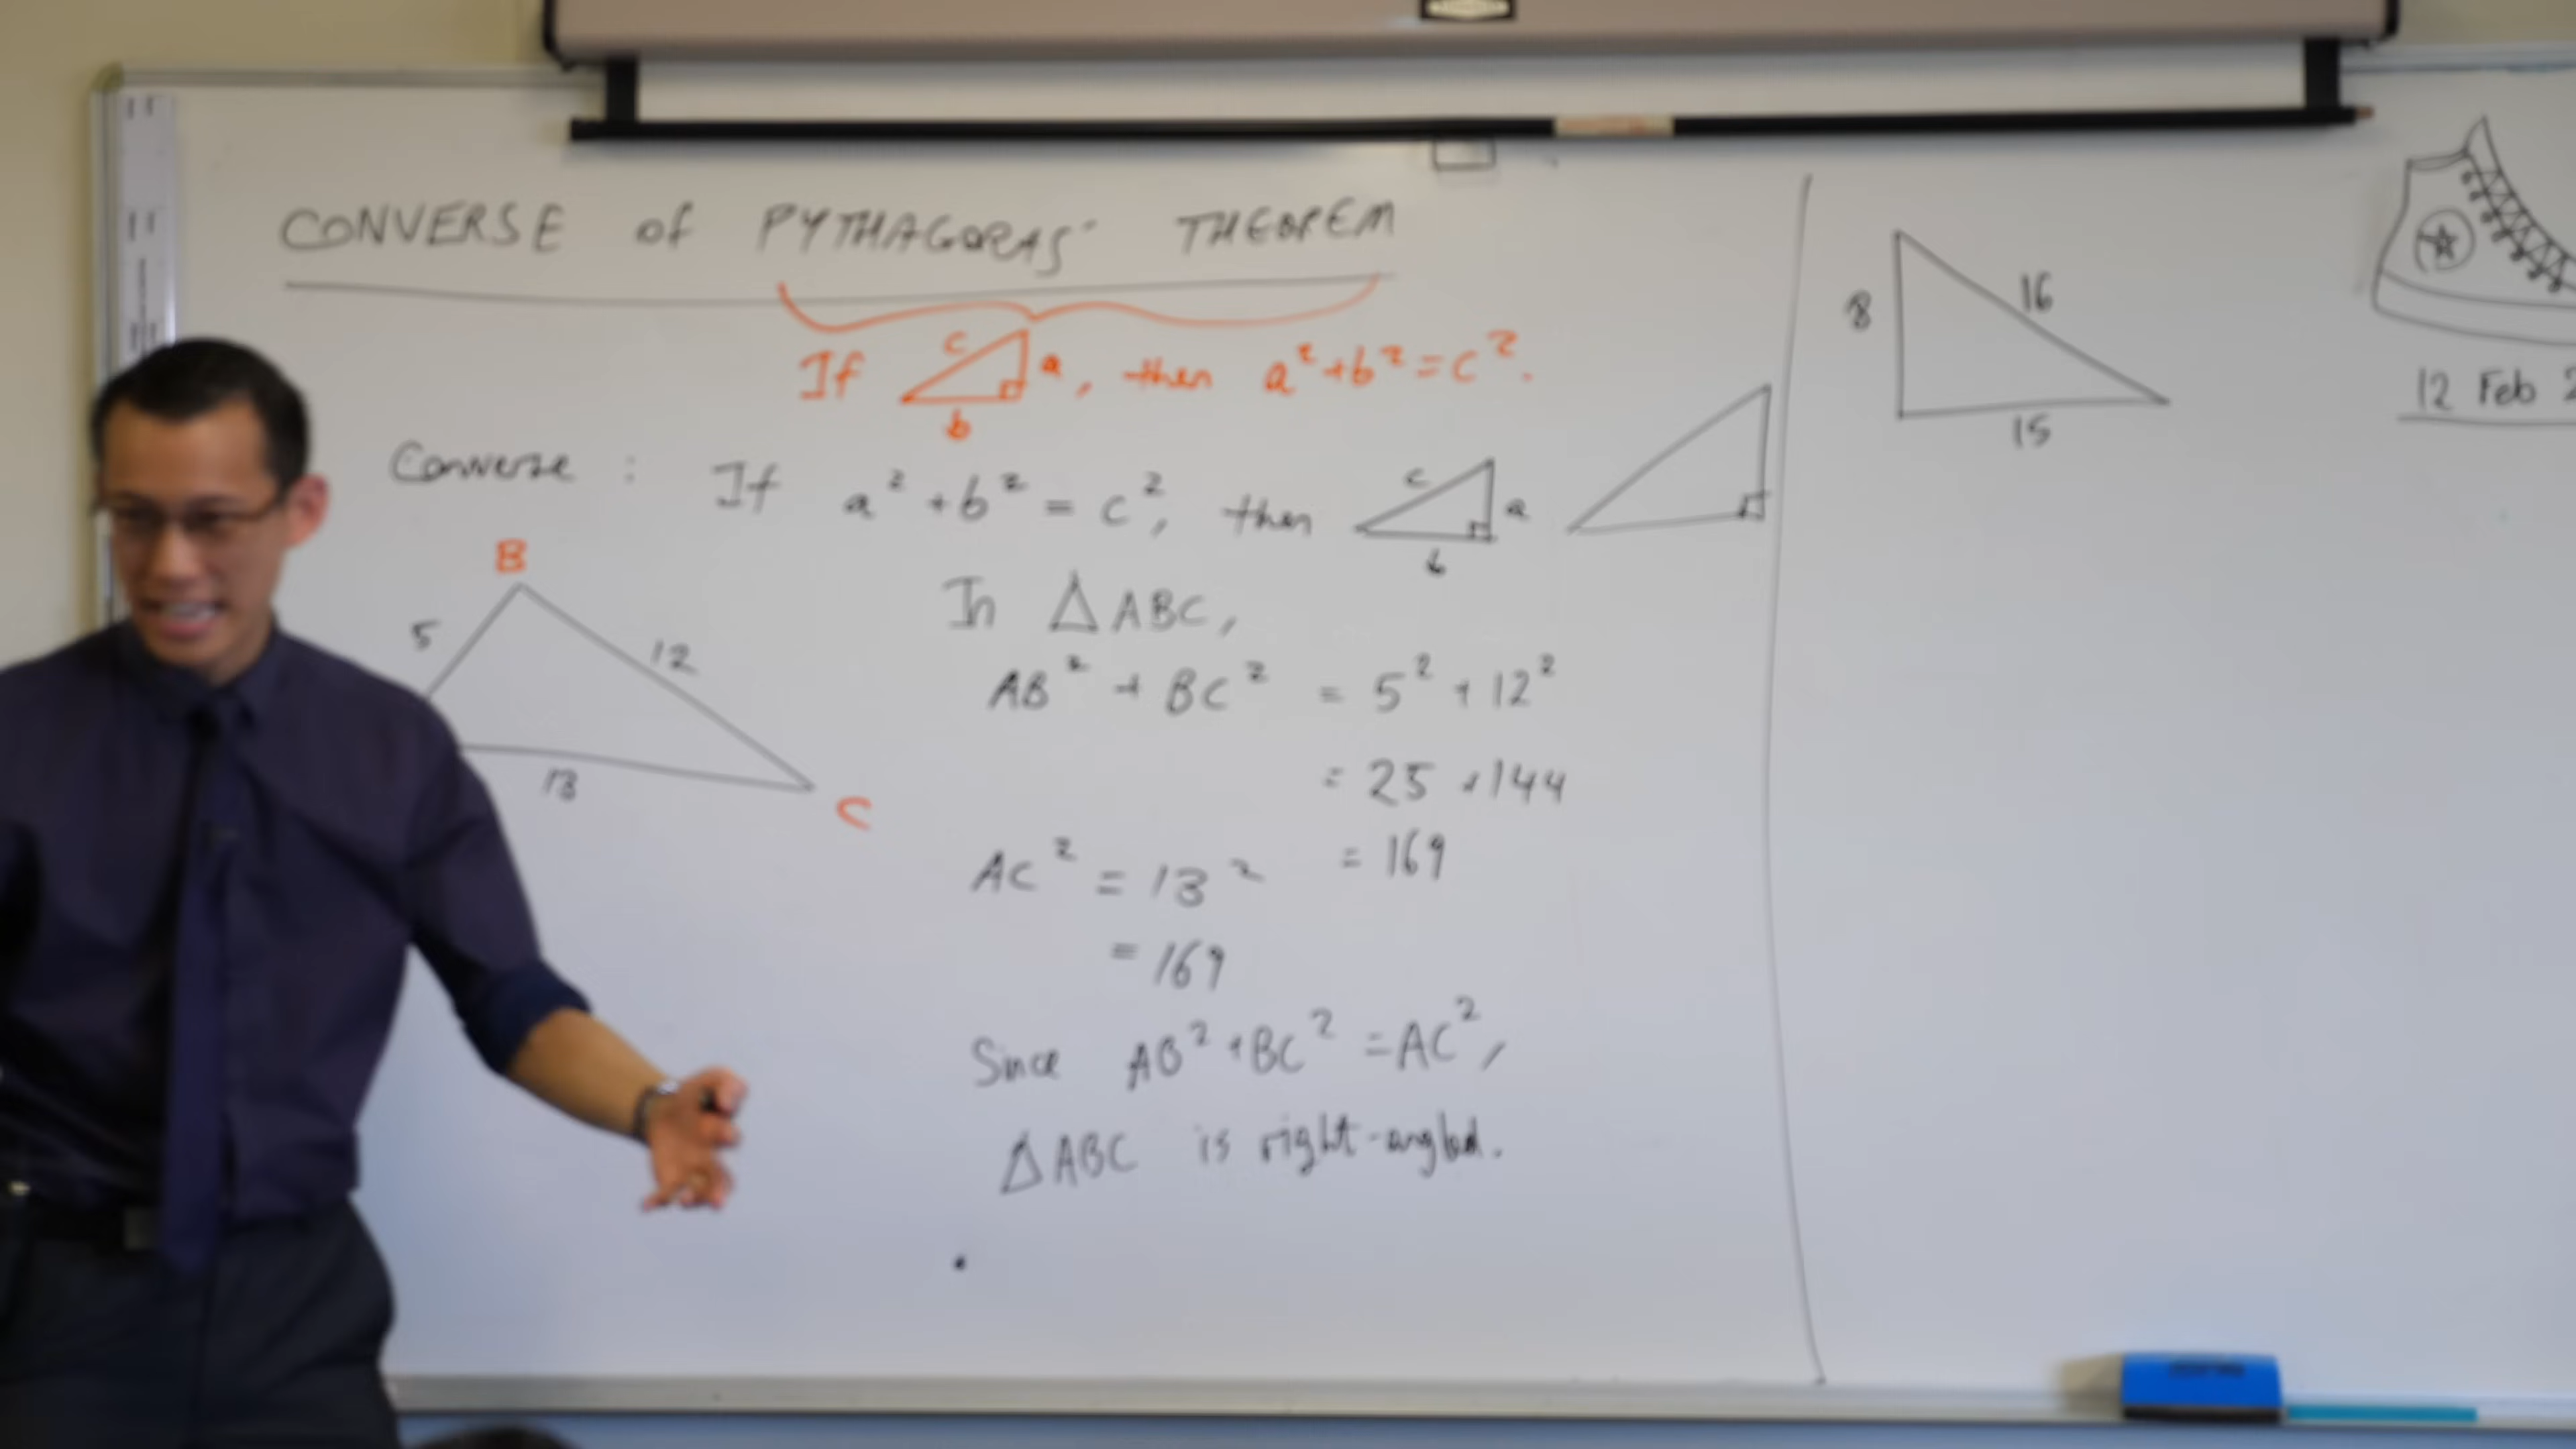 CONVERSE of PYTHAGORAS' THEOREM
If c a b, then a² + b² = c².
Converse : If a² + b² = c², then c a b
B
5
12
13
C
In △ABC,
AB² + BC² = 5² + 12²
= 25 + 144
= 169
AC² = 13²
= 169
Since AB² + BC² = AC²,
△ABC is right-angled.
8
16
15
12 Feb 2